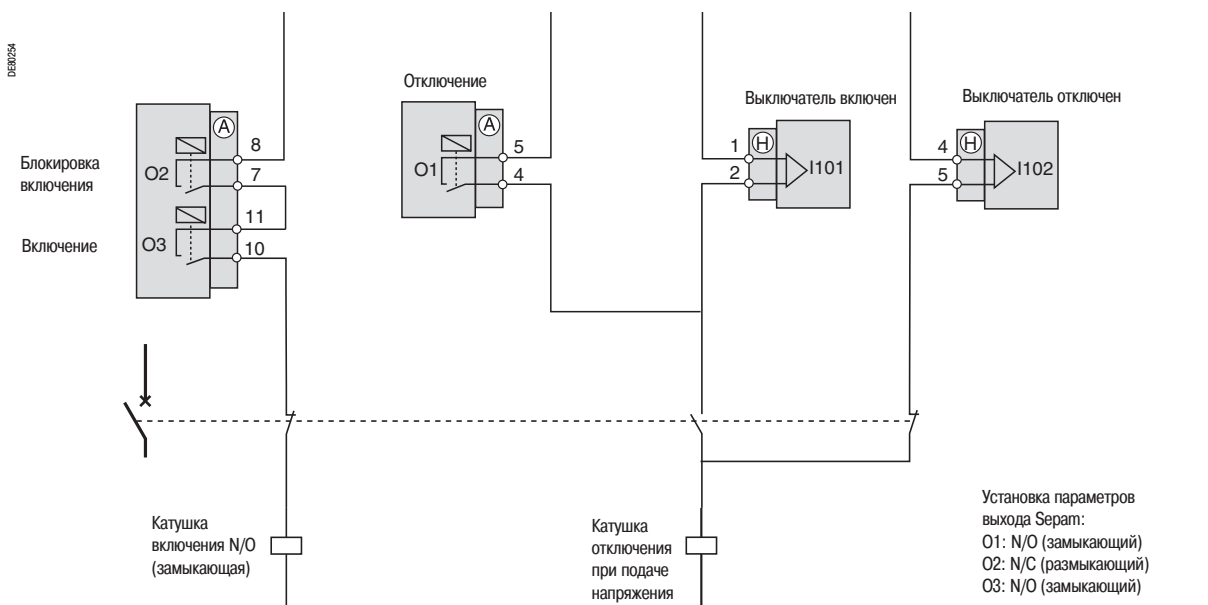 DE80254
Отключение
Выключатель включен
Выключатель отключен
Блокировка
включения
O2
A
8
7
O3
11
10
Включение
O1
A
5
4
1
2
H
I101
4
5
H
I102
Катушка
включения N/O
(замыкающая)
Катушка
отключения
при подаче
напряжения
Установка параметров
выхода Sepam:
O1: N/O (замыкающий)
O2: N/C (размыкающий)
O3: N/O (замыкающий)